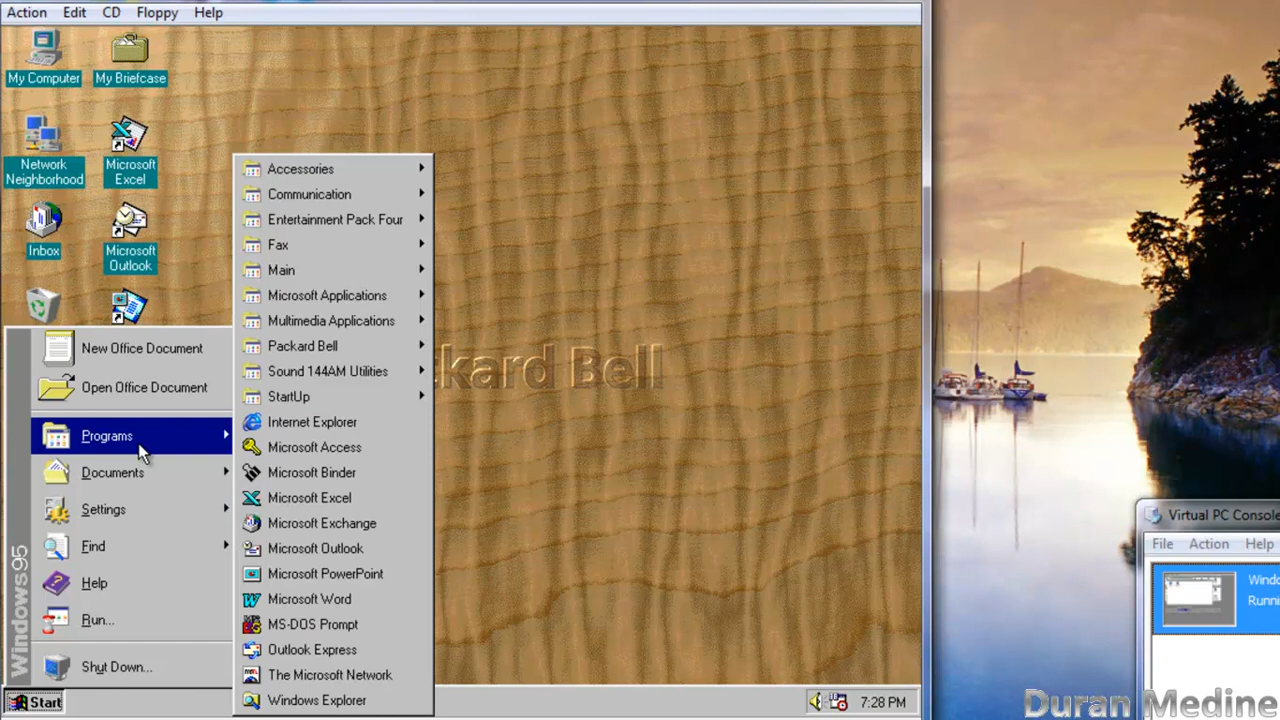 Action Edit CD Floppy Help
My Computer
My Briefcase
Network
Neighborhood
Microsoft
Excel
Inbox
Microsoft
Outlook
New Office Document
Open Office Document
Programs
Documents
Settings
Find
Help
Run...
Shut Down...
Windows95
Start
Accessories
Communication
Entertainment Pack Four
Fax
Main
Microsoft Applications
Multimedia Applications
Packard Bell
Sound 144AM Utilities
StartUp
Internet Explorer
Microsoft Access
Microsoft Binder
Microsoft Excel
Microsoft Exchange
Microsoft Outlook
Microsoft PowerPoint
Microsoft Word
MS-DOS Prompt
Outlook Express
The Microsoft Network
Windows Explorer
ckard Bell
7:28 PM
Virtual PC Console
File Action Help
Windo
Runni
Duran Medine